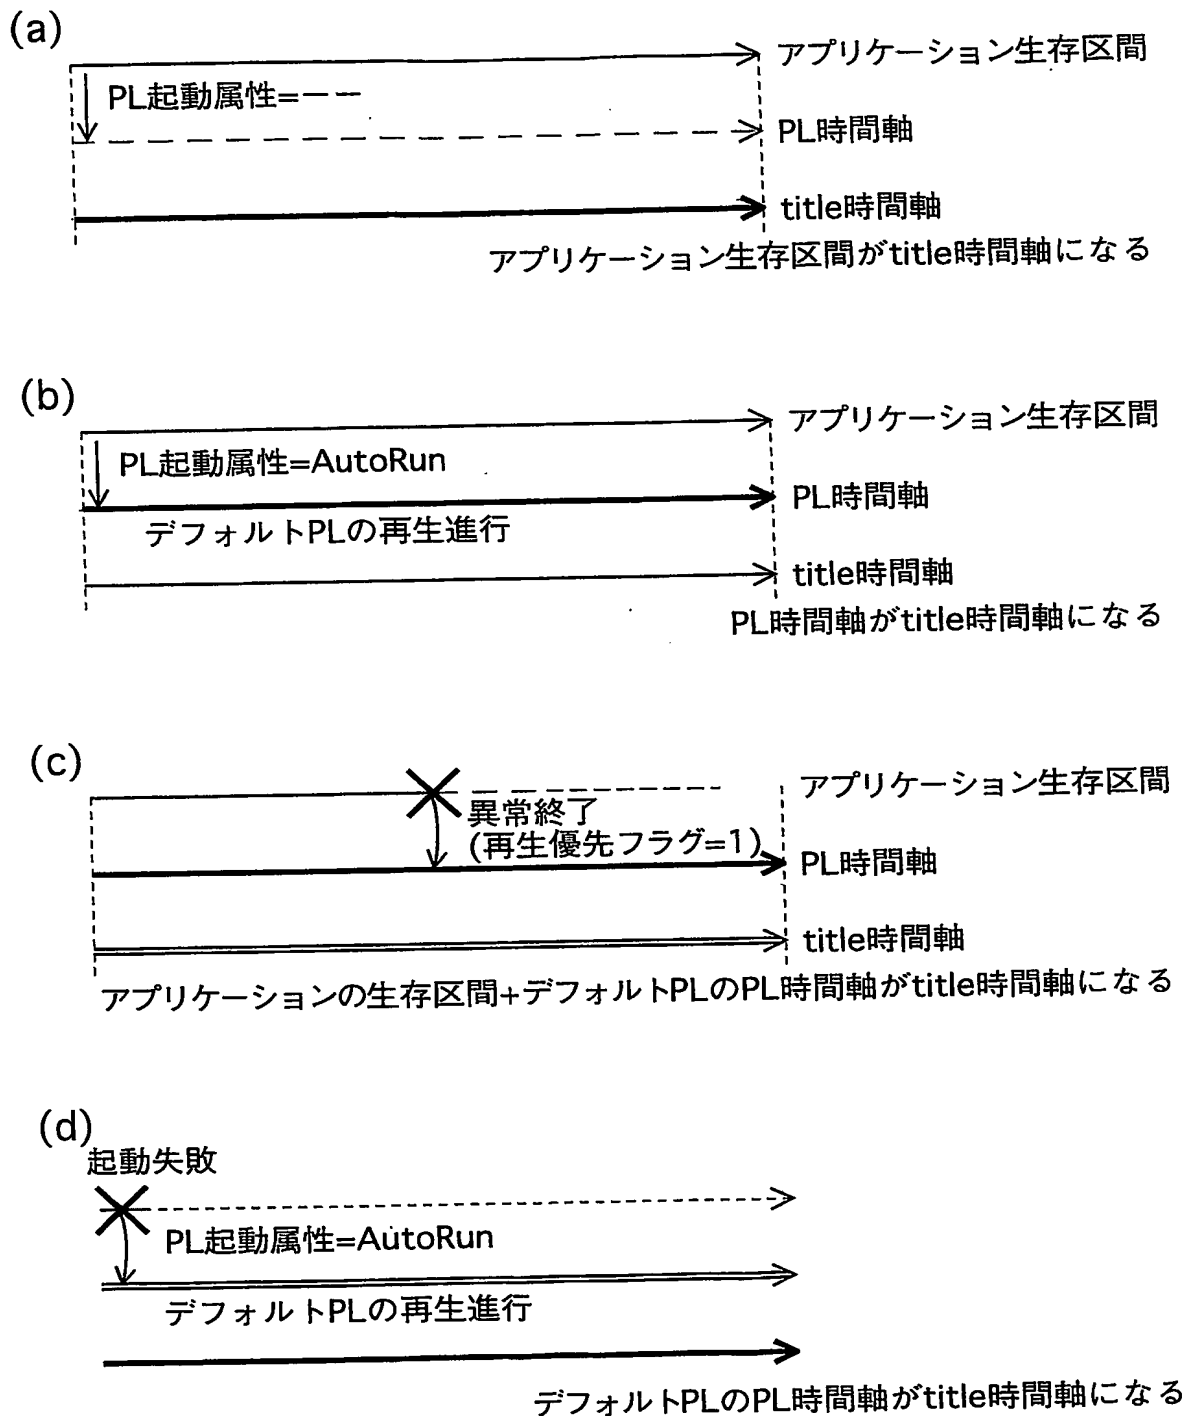 (a)
アプリケーション生存区間
PL起動属性=ーー
PL時間軸
title時間軸
アプリケーション生存区間がtitle時間軸になる
(b)
アプリケーション生存区間
PL起動属性=AutoRun
PL時間軸
デフォルトPLの再生進行
title時間軸
PL時間軸がtitle時間軸になる
(c)
アプリケーション生存区間
異常終了
(再生優先フラグ=1)
PL時間軸
title時間軸
アプリケーションの生存区間+デフォルトPLのPL時間軸がtitle時間軸になる
(d)
起動失敗
PL起動属性=AutoRun
デフォルトPLの再生進行
デフォルトPLのPL時間軸がtitle時間軸になる